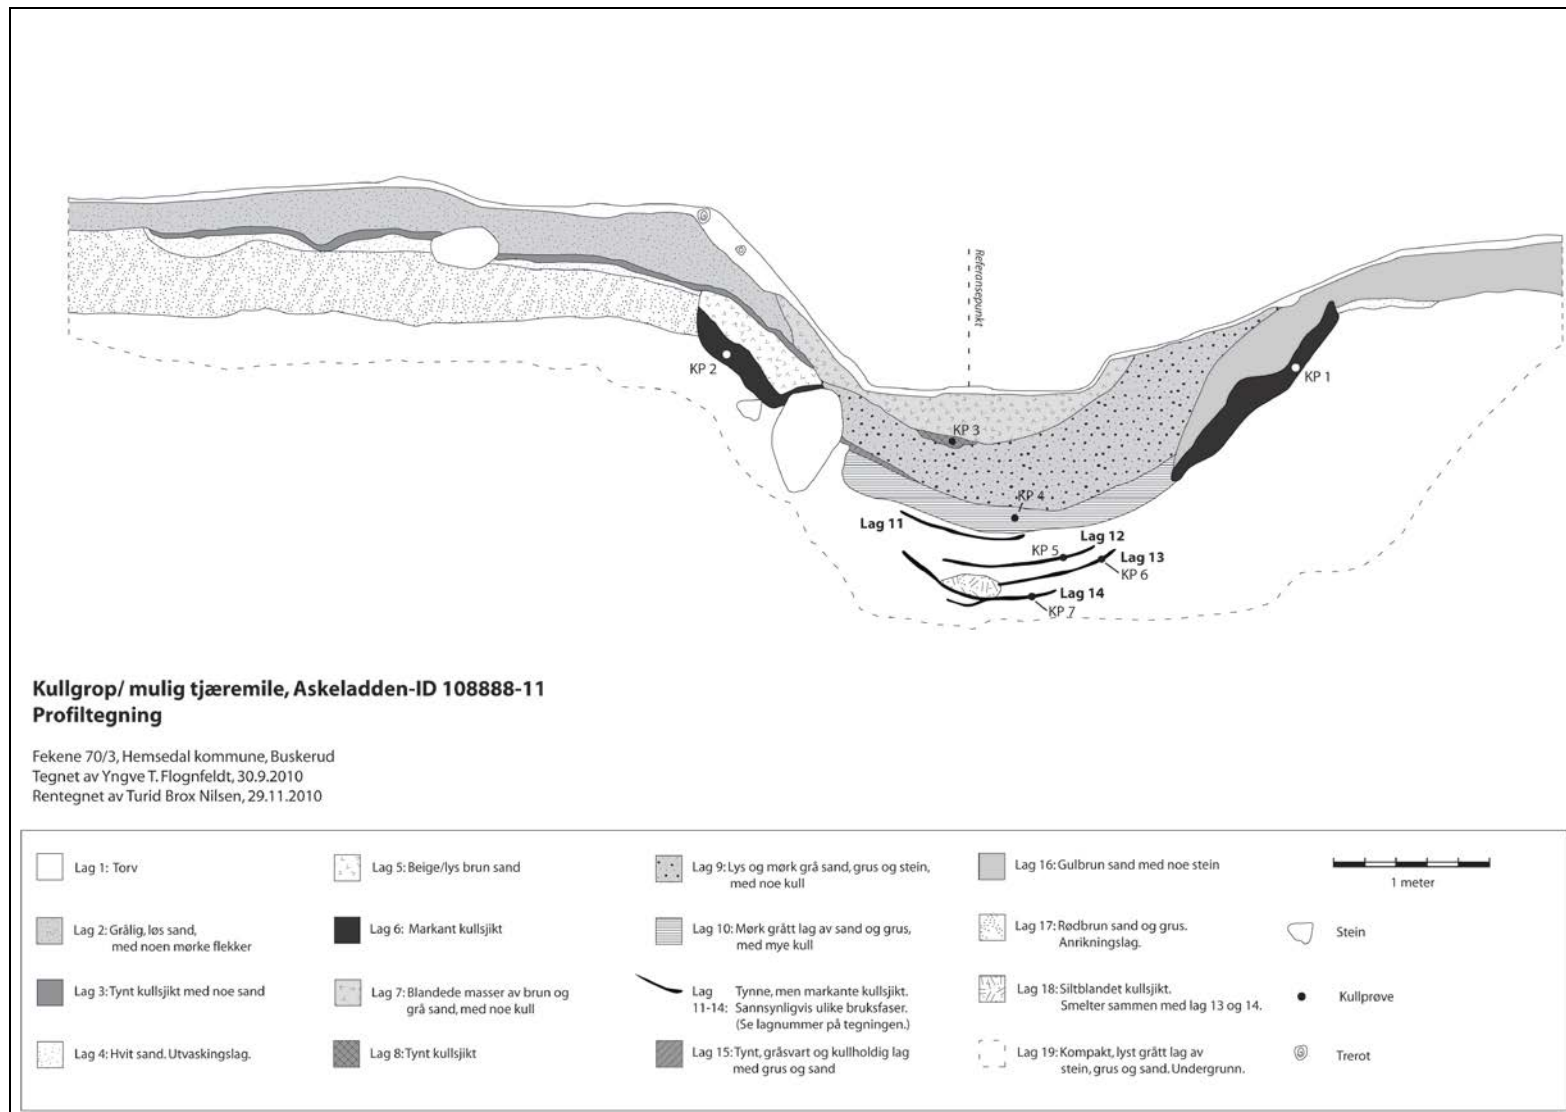 Referansepunkt
KP 2
KP 1
KP 3
KP 4
Lag 11
Lag 12
KP 5
Lag 13
KP 6
Lag 14
KP 7
Kullgrop/ mulig tjæremile, Askeladden-ID 108888-11
Profiltegning
Fekene 70/3, Hemsedal kommune, Buskerud
Tegnet av Yngve T. Flognfeldt, 30.9.2010
Rentegnet av Turid Brox Nilsen, 29.11.2010
Lag 1: Torv
Lag 2: Grålig, løs sand,
med noen mørke flekker
Lag 3: Tynt kullsjikt med noe sand
Lag 4: Hvit sand. Utvaskingslag.
Lag 5: Beige/lys brun sand
Lag 6: Markant kullsjikt
Lag 7: Blandede masser av brun og
grå sand, med noe kull
Lag 8: Tynt kullsjikt
Lag 9: Lys og mørk grå sand, grus og stein,
med noe kull
Lag 10: Mørk grått lag av sand og grus,
med mye kull
Lag Tynne, men markante kullsjikt.
11-14: Sannsynligvis ulike bruksfaser.
(Se lagnummer på tegningen.)
Lag 15: Tynt, gråsvart og kullholdig lag
med grus og sand
Lag 16: Gulbrun sand med noe stein
Lag 17: Rødbrun sand og grus.
Anrikningslag.
Lag 18: Siltblandet kullsjikt.
Smelter sammen med lag 13 og 14.
Lag 19: Kompakt, lyst grått lag av
stein, grus og sand. Undergrunn.
1 meter
Stein
Kullprøve
Trerot